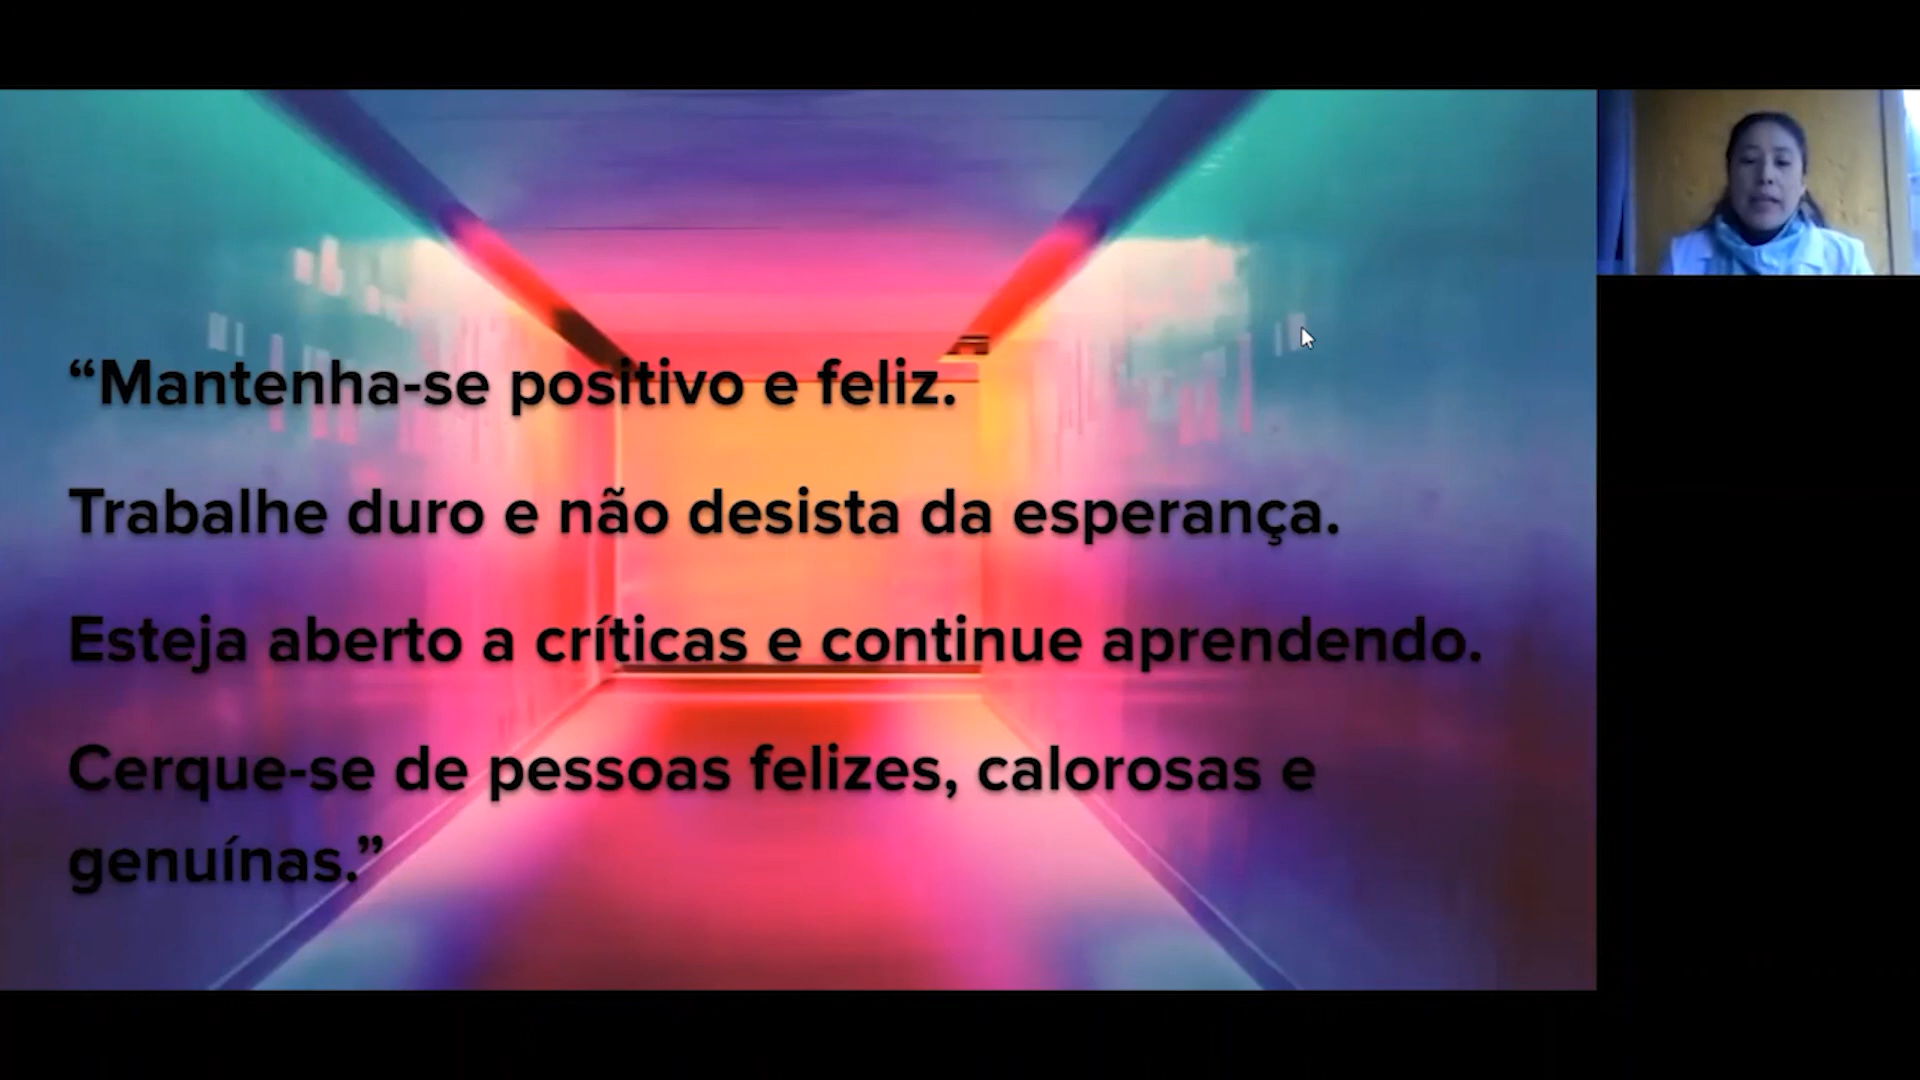 “Mantenha-se positivo e feliz.
Trabalhe duro e não desista da esperança.
Esteja aberto a críticas e continue aprendendo.
Cerque-se de pessoas felizes, calorosas e
genuínas.”